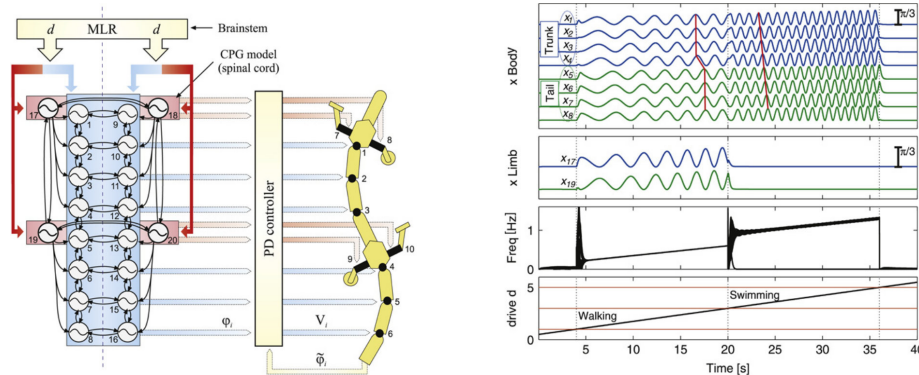 d MLR d
Brainstem
CPG model
(spinal cord)
17
9
18
1
2
10
3
11
4
12
19
5
13
20
6
14
7
15
8
16
PD controller
φi
Vi
φ̃i
7
8
1
2
3
10
9
4
5
6
x Body
Trunk
Tail
x1
x2
x3
x4
x5
x6
x7
x8
π/3
x Limb
x17
x19
π/3
Freq [Hz]
1
0
drive d
5
0
Walking
Swimming
5 10 15 20 25 30 35 40
Time [s]